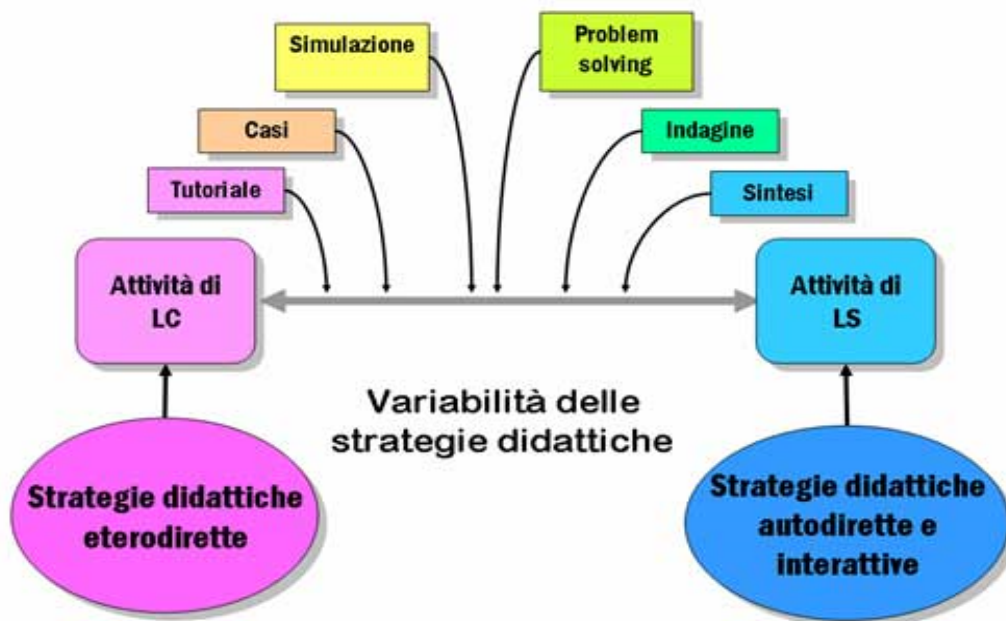 Simulazione
Problem
solving
Casi
Indagine
Tutoriale
Sintesi
Attività di
LC
Attività di
LS
Variabilità delle
strategie didattiche
Strategie didattiche
eterodirette
Strategie didattiche
autodirette e
interattive